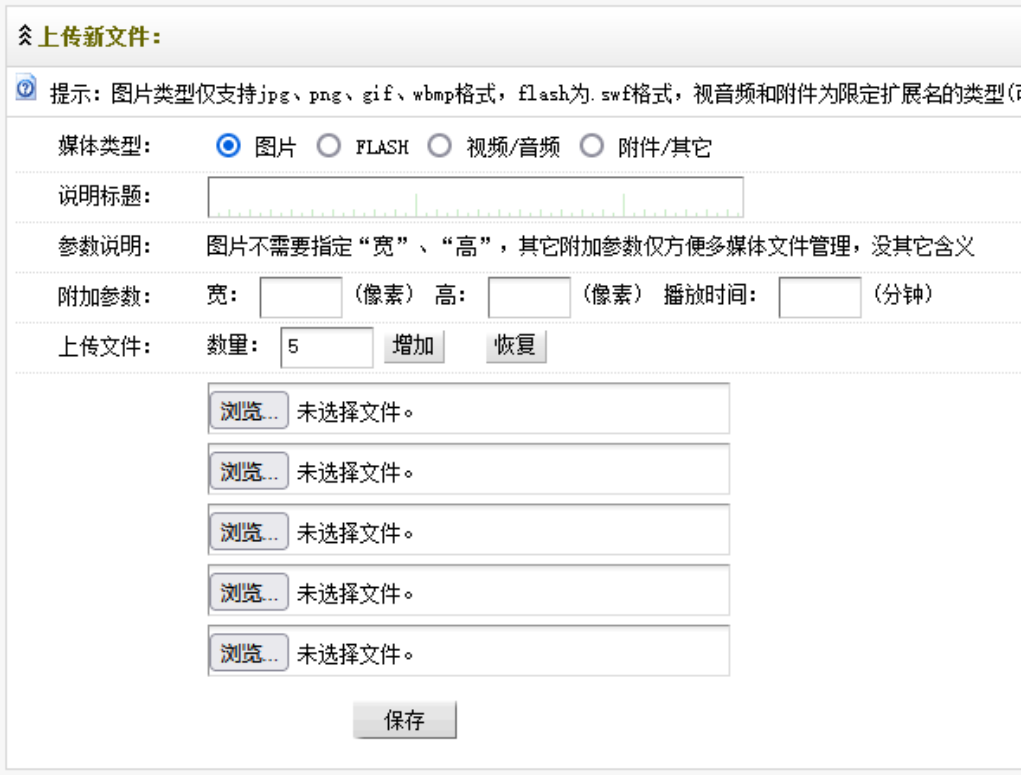 上传新文件:
提示: 图片类型仅支持jpg、png、gif、wbmp格式，flash为.swf格式，视音频和附件为限定扩展名的类型(
媒体类型: 图片 FLASH 视频/音频 附件/其它
说明标题:
参数说明: 图片不需要指定“宽”、“高”，其它附加参数仅方便多媒体文件管理，没其它含义
附加参数: 宽: (像素) 高: (像素) 播放时间: (分钟)
上传文件: 数量: 5 增加 恢复
浏览... 未选择文件。
浏览... 未选择文件。
浏览... 未选择文件。
浏览... 未选择文件。
浏览... 未选择文件。
保存